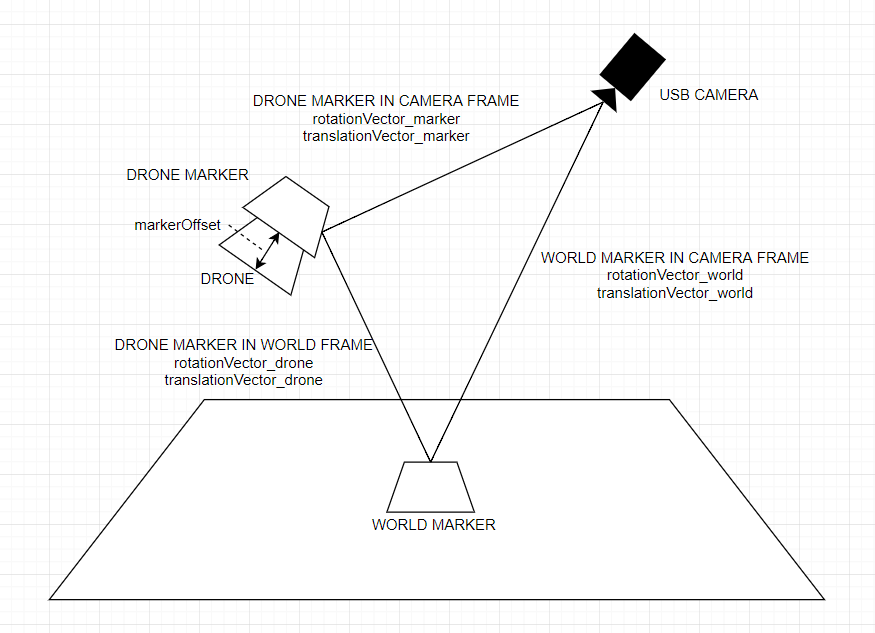 USB CAMERA
DRONE MARKER IN CAMERA FRAME
rotationVector_marker
translationVector_marker
DRONE MARKER
markerOffset
DRONE
WORLD MARKER IN CAMERA FRAME
rotationVector_world
translationVector_world
DRONE MARKER IN WORLD FRAME
rotationVector_drone
translationVector_drone
WORLD MARKER